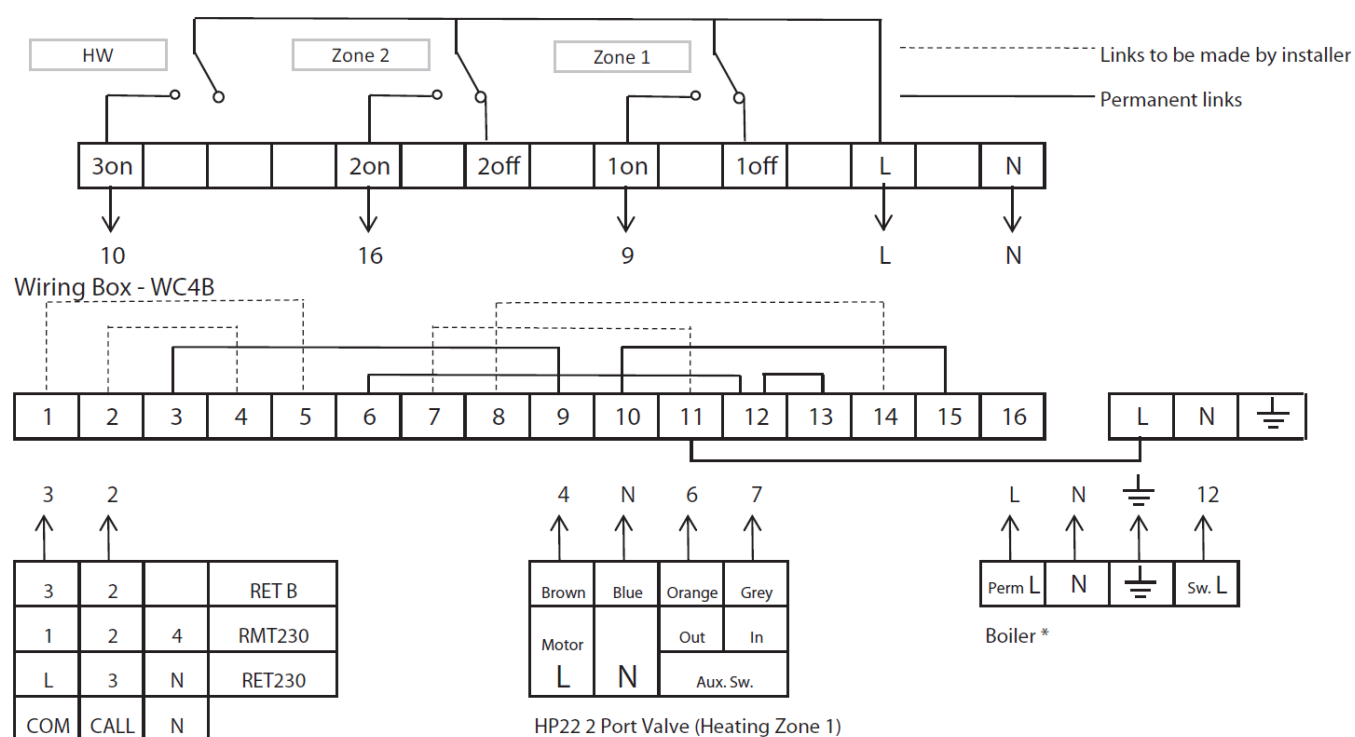 HW Zone 2 Zone 1 Links to be made by installer
Permanent links
3on 2on 2off 1on 1off L N
10 16 9 L N
Wiring Box - WC4B
1 2 3 4 5 6 7 8 9 10 11 12 13 14 15 16 L N
3 2 4 N 6 7 L N 12
3 2 RET B Brown Blue Orange Grey Perm L N Sw. L
1 2 4 RMT230 Motor Out In Boiler *
L 3 N RET230 L N Aux. Sw.
COM CALL N HP22 2 Port Valve (Heating Zone 1)